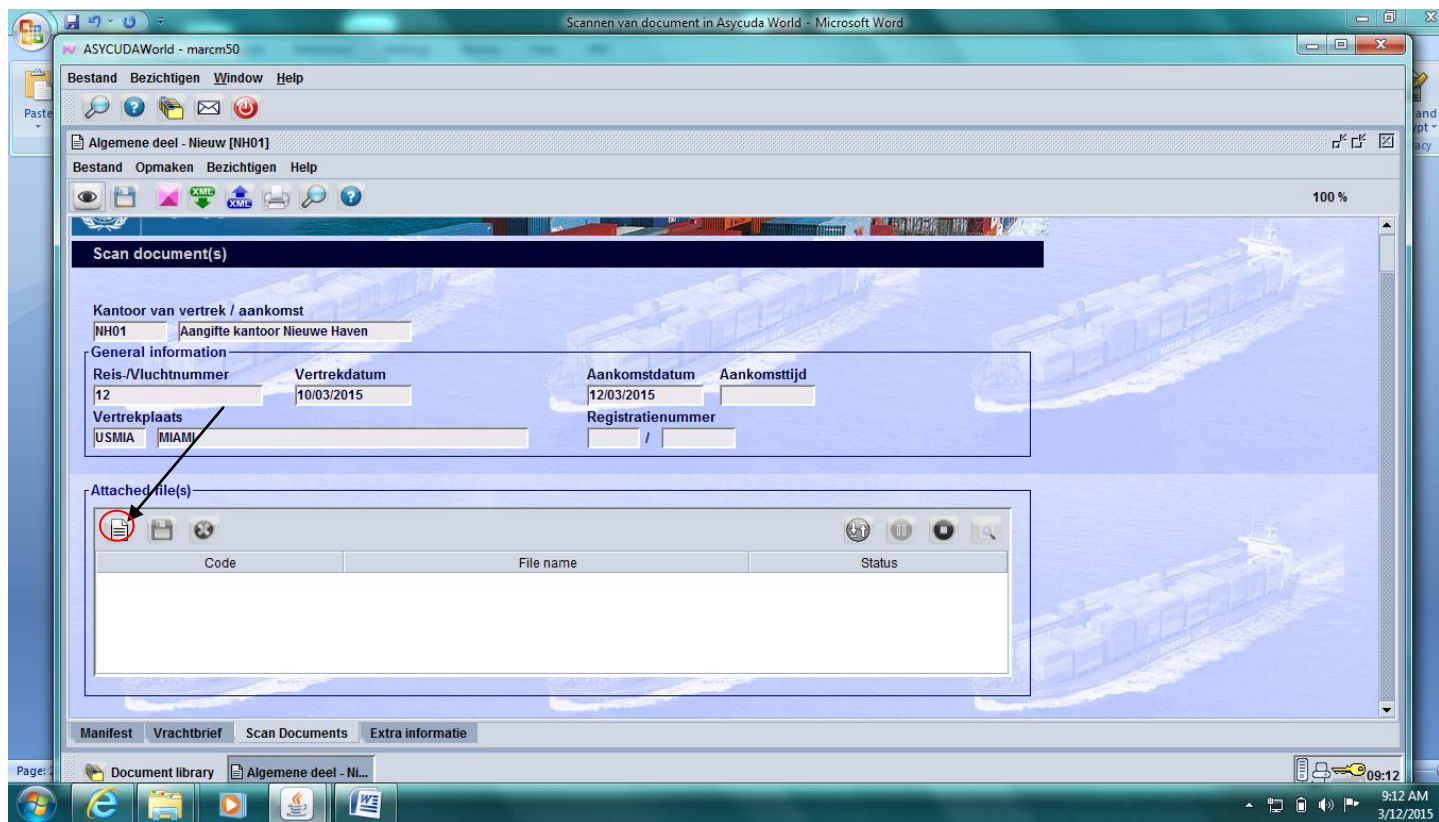 Scannen van document in Asycuda World - Microsoft Word
ASYCUDAWorld - marcm50
Bestand Bezichtigen Window Help
Paste
Algemene deel - Nieuw [NH01]
Bestand Opmaken Bezichtigen Help
XML XML
100 %
Scan document(s)
Kantoor van vertrek / aankomst
NH01 Aangifte kantoor Nieuwe Haven
General information
Reis-/Vluchtnummer Vertrekdatum Aankomstdatum Aankomsttijd
12 10/03/2015 12/03/2015
Vertrekplaats Registratienummer
USMIA MIAMI /
Attached file(s)
Code File name Status
Manifest Vrachtbrief Scan Documents Extra informatie
Page: 2
Document library Algemene deel - Ni...
09:12
9:12 AM
3/12/2015